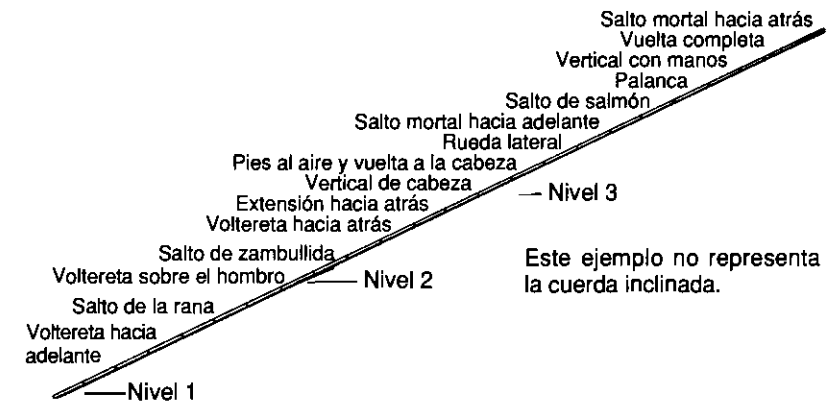 Salto mortal hacia atrás
Vuelta completa
Vertical con manos
Palanca
Salto de salmón
Salto mortal hacia adelante
Rueda lateral
Pies al aire y vuelta a la cabeza
Vertical de cabeza
Extensión hacia atrás
Voltereta hacia atrás
Salto de zambullida
Voltereta sobre el hombro
Salto de la rana
Voltereta hacia
adelante
Nivel 1
Nivel 2
Nivel 3
Este ejemplo no representa
la cuerda inclinada.